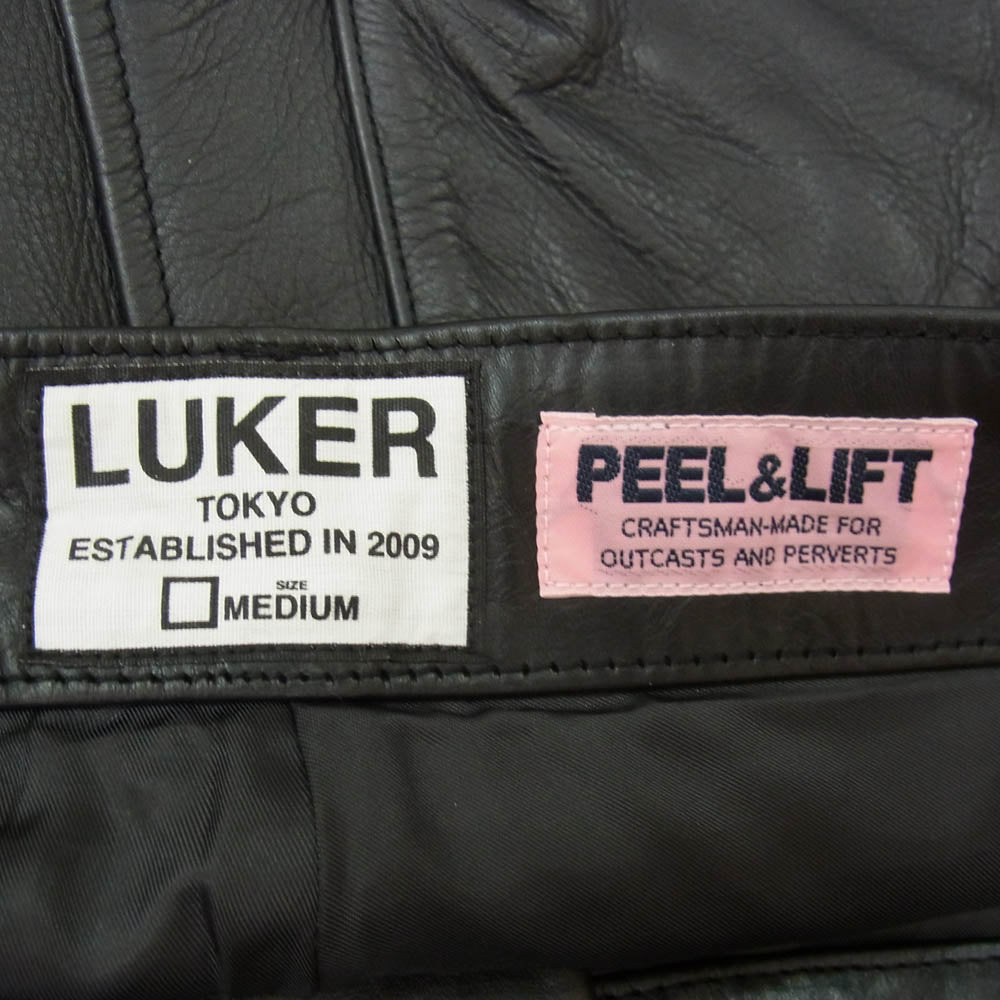 LUKER
TOKYO
ESTABLISHED IN 2009
SIZE
MEDIUM
PEEL&LIFT
CRAFTSMAN-MADE FOR
OUTCASTS AND PERVERTS